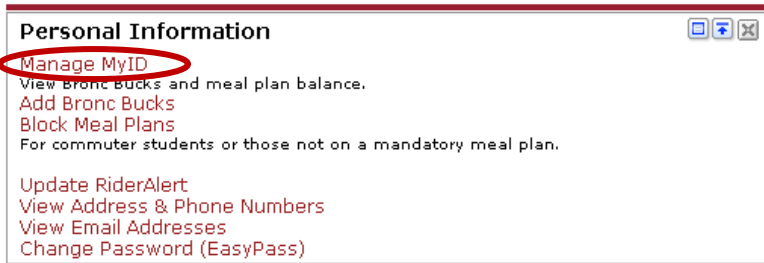 Personal Information
Manage MyID
View Bronc Bucks and meal plan balance.
Add Bronc Bucks
Block Meal Plans
For commuter students or those not on a mandatory meal plan.
Update RiderAlert
View Address & Phone Numbers
View Email Addresses
Change Password (EasyPass)